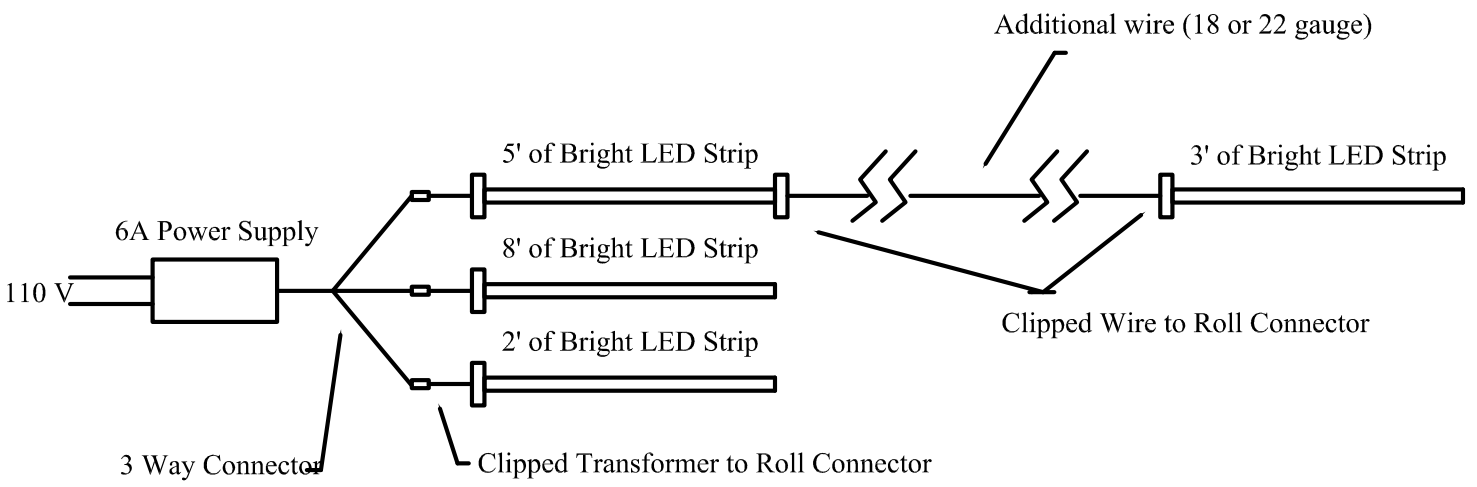 Additional wire (18 or 22 gauge)
5' of Bright LED Strip
3' of Bright LED Strip
6A Power Supply
8' of Bright LED Strip
110 V
Clipped Wire to Roll Connector
2' of Bright LED Strip
3 Way Connector
Clipped Transformer to Roll Connector